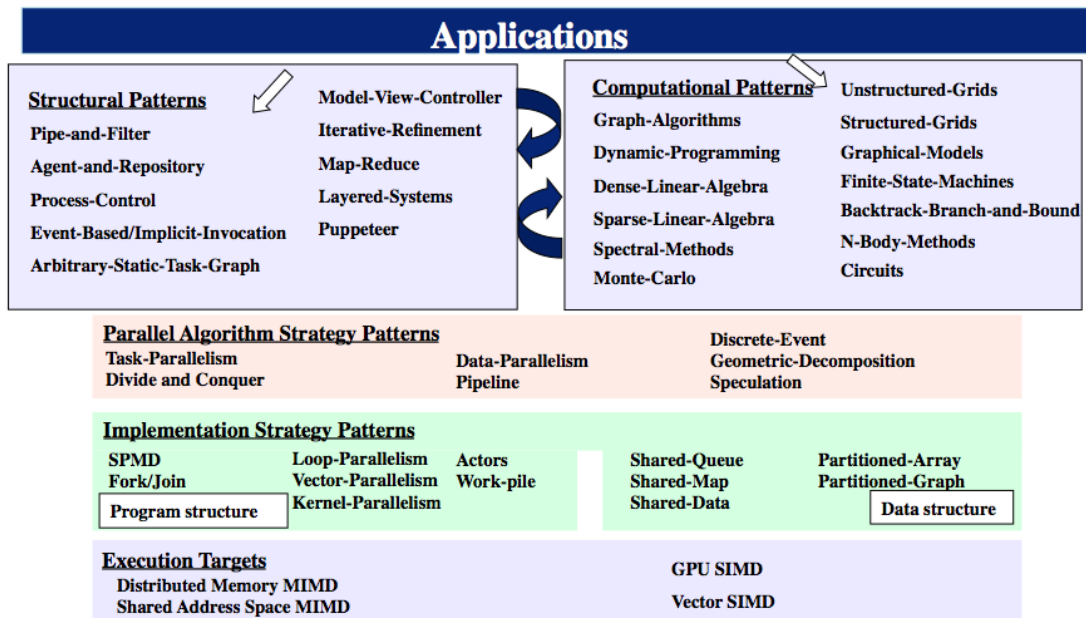 Applications
Structural Patterns
Pipe-and-Filter
Agent-and-Repository
Process-Control
Event-Based/Implicit-Invocation
Arbitrary-Static-Task-Graph
Model-View-Controller
Iterative-Refinement
Map-Reduce
Layered-Systems
Puppeteer
Computational Patterns
Graph-Algorithms
Dynamic-Programming
Dense-Linear-Algebra
Sparse-Linear-Algebra
Spectral-Methods
Monte-Carlo
Unstructured-Grids
Structured-Grids
Graphical-Models
Finite-State-Machines
Backtrack-Branch-and-Bound
N-Body-Methods
Circuits
Parallel Algorithm Strategy Patterns
Task-Parallelism
Divide and Conquer
Data-Parallelism
Pipeline
Discrete-Event
Geometric-Decomposition
Speculation
Implementation Strategy Patterns
SPMD
Fork/Join
Program structure
Loop-Parallelism
Vector-Parallelism
Kernel-Parallelism
Actors
Work-pile
Shared-Queue
Shared-Map
Shared-Data
Partitioned-Array
Partitioned-Graph
Data structure
Execution Targets
Distributed Memory MIMD
Shared Address Space MIMD
GPU SIMD
Vector SIMD